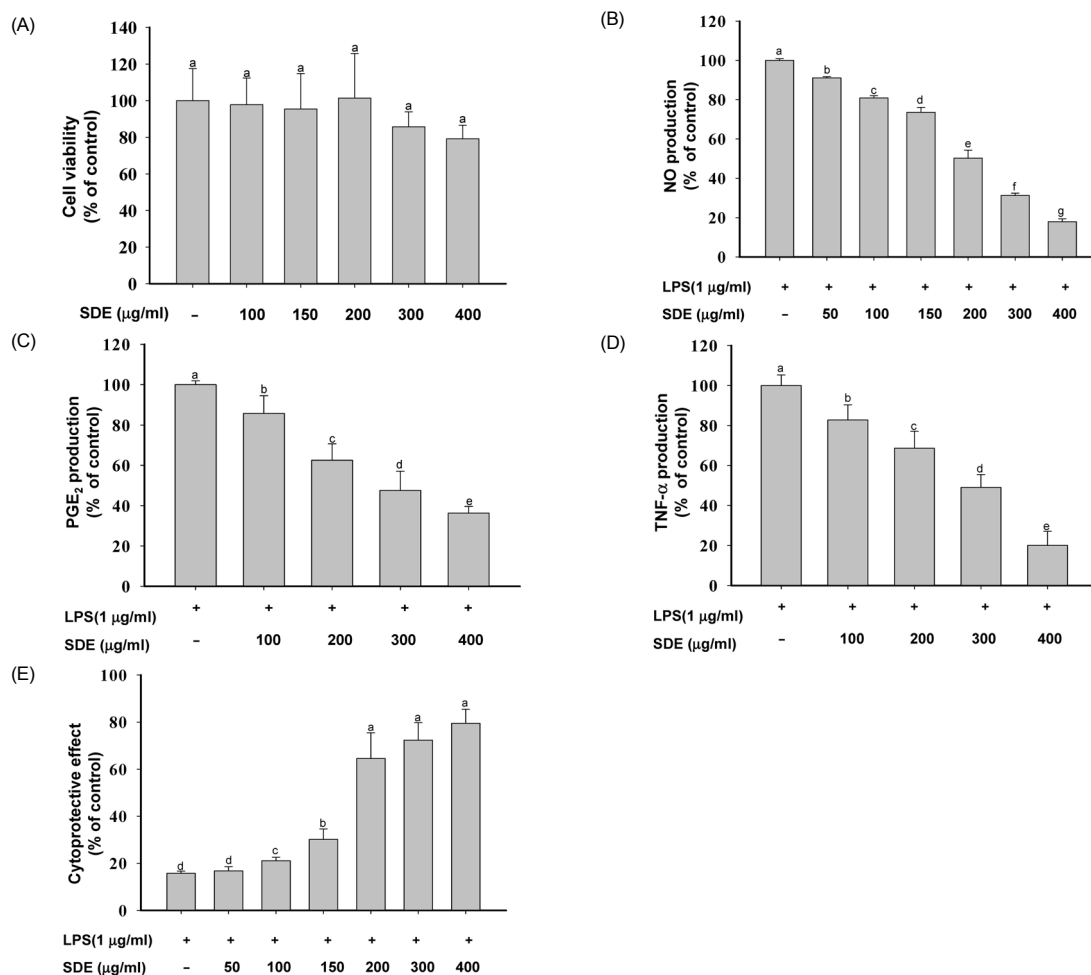 (A)
Cell viability
(% of control)
140
120
100
80
60
40
20
0
a a a a a a
SDE (μg/ml) – 100 150 200 300 400
(B)
NO production
(% of control)
120
100
80
60
40
20
0
a b c d e f g
LPS(1 μg/ml) + + + + + + +
SDE (μg/ml) – 50 100 150 200 300 400
(C)
PGE2 production
(% of control)
120
100
80
60
40
20
0
a b c d e
LPS(1 μg/ml) + + + + +
SDE (μg/ml) – 100 200 300 400
(D)
TNF-α production
(% of control)
120
100
80
60
40
20
0
a b c d e
LPS(1 μg/ml) + + + + +
SDE (μg/ml) – 100 200 300 400
(E)
Cytoprotective effect
(% of control)
100
80
60
40
20
0
d d c b a a a
LPS(1 μg/ml) + + + + + + +
SDE (μg/ml) – 50 100 150 200 300 400